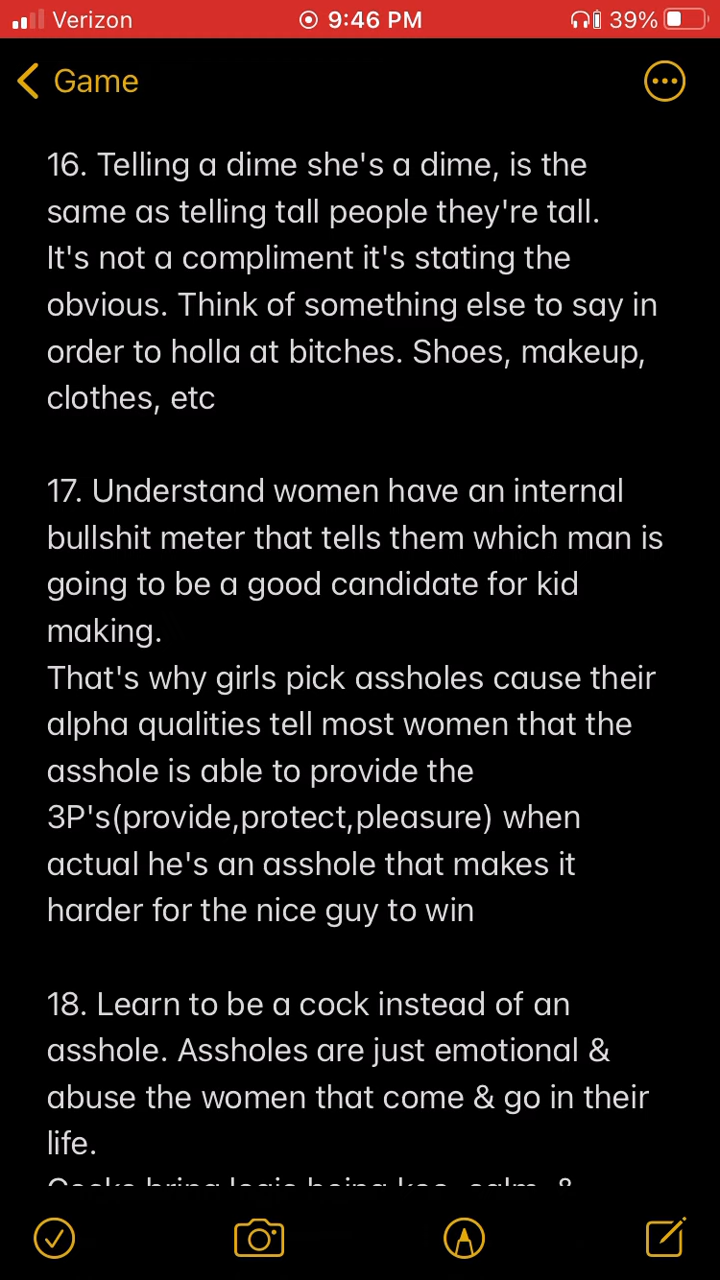 Verizon 9:46 PM 39%
Game
16. Telling a dime she's a dime, is the
same as telling tall people they're tall.
It's not a compliment it's stating the
obvious. Think of something else to say in
order to holla at bitches. Shoes, makeup,
clothes, etc
17. Understand women have an internal
bullshit meter that tells them which man is
going to be a good candidate for kid
making.
That's why girls pick assholes cause their
alpha qualities tell most women that the
asshole is able to provide the
3P's(provide,protect,pleasure) when
actual he's an asshole that makes it
harder for the nice guy to win
18. Learn to be a cock instead of an
asshole. Assholes are just emotional &
abuse the women that come & go in their
life.